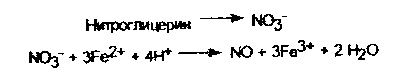 Нитроглицерин → NO₃⁻
NO₃⁻ + 3Fe²⁺ + 4H⁺ → NO + 3Fe³⁺ + 2 H₂O